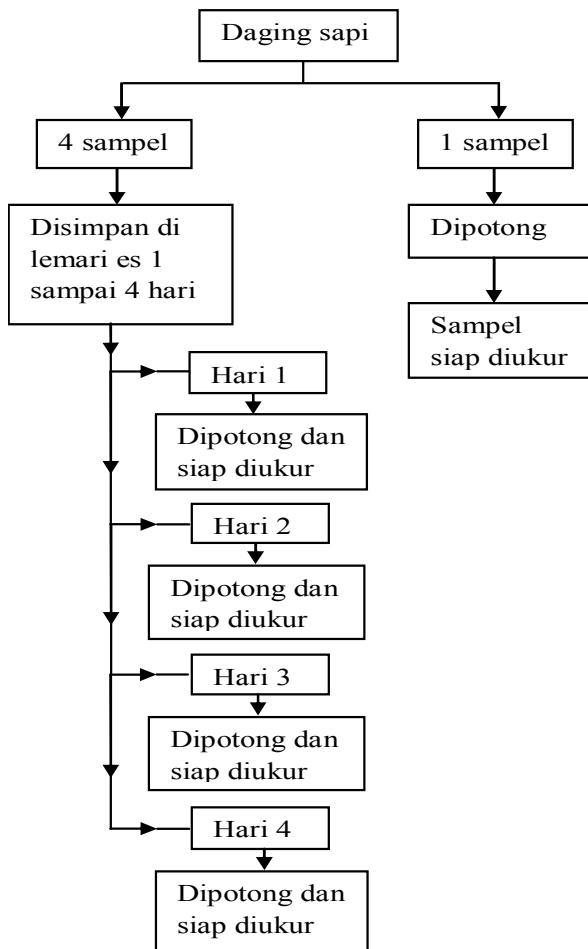 Daging sapi
4 sampel
1 sampel
Disimpan di
lemari es 1
sampai 4 hari
Dipotong
Sampel
siap diukur
Hari 1
Dipotong dan
siap diukur
Hari 2
Dipotong dan
siap diukur
Hari 3
Dipotong dan
siap diukur
Hari 4
Dipotong dan
siap diukur